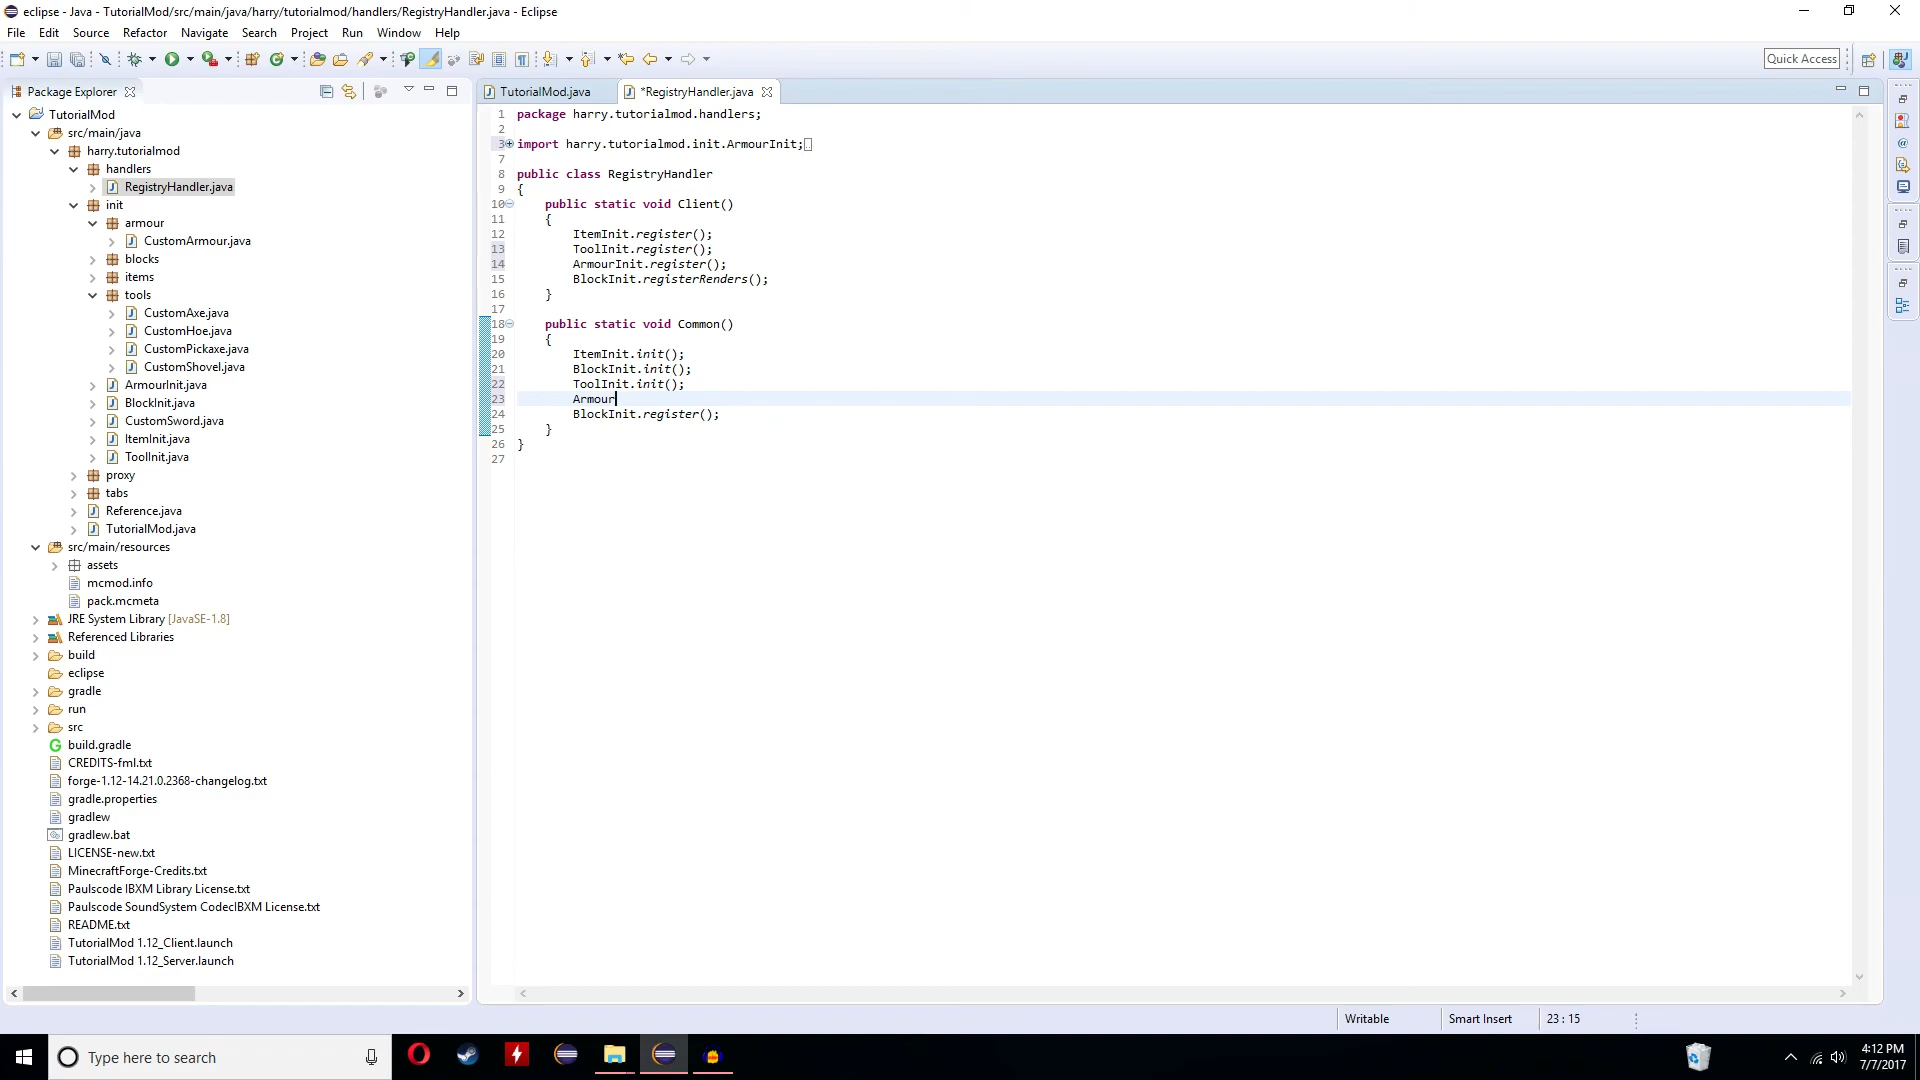 eclipse - Java - TutorialMod/src/main/java/harry/tutorialmod/handlers/RegistryHandler.java - Eclipse
File Edit Source Refactor Navigate Search Project Run Window Help
Quick Access
Package Explorer
TutorialMod.java
*RegistryHandler.java
TutorialMod
src/main/java
harry.tutorialmod
handlers
RegistryHandler.java
init
armour
CustomArmour.java
blocks
items
tools
CustomAxe.java
CustomHoe.java
CustomPickaxe.java
CustomShovel.java
ArmourInit.java
BlockInit.java
CustomSword.java
ItemInit.java
ToolInit.java
proxy
tabs
Reference.java
TutorialMod.java
src/main/resources
assets
mcmod.info
pack.mcmeta
JRE System Library [JavaSE-1.8]
Referenced Libraries
build
eclipse
gradle
run
src
build.gradle
CREDITS-fml.txt
forge-1.12-14.21.0.2368-changelog.txt
gradle.properties
gradlew
gradlew.bat
LICENSE-new.txt
MinecraftForge-Credits.txt
Paulscode IBXM Library License.txt
Paulscode SoundSystem CodecIBXM License.txt
README.txt
TutorialMod 1.12_Client.launch
TutorialMod 1.12_Server.launch
1 package harry.tutorialmod.handlers;
2
3 import harry.tutorialmod.init.ArmourInit;
7
8 public class RegistryHandler
9 {
10 public static void Client()
11 {
12 ItemInit.register();
13 ToolInit.register();
14 ArmourInit.register();
15 BlockInit.registerRenders();
16 }
17
18 public static void Common()
19 {
20 ItemInit.init();
21 BlockInit.init();
22 ToolInit.init();
23 Armour
24 BlockInit.register();
25 }
26 }
27
Writable Smart Insert 23 : 15
Type here to search
4:12 PM
7/7/2017